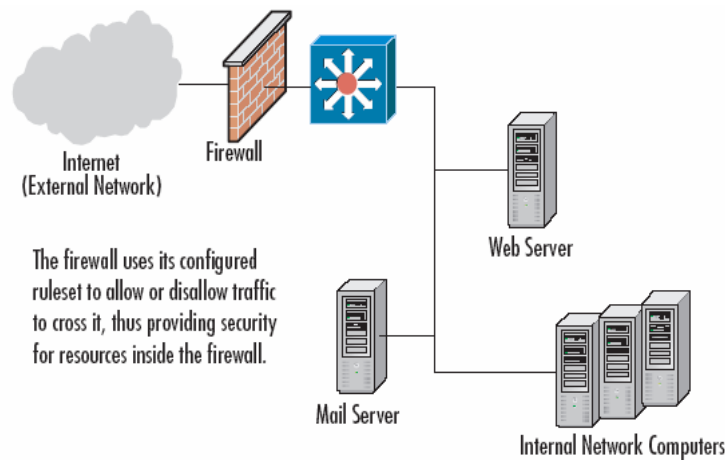 Internet
(External Network)
Firewall
Web Server
The firewall uses its configured
ruleset to allow or disallow traffic
to cross it, thus providing security
for resources inside the firewall.
Mail Server
Internal Network Computers